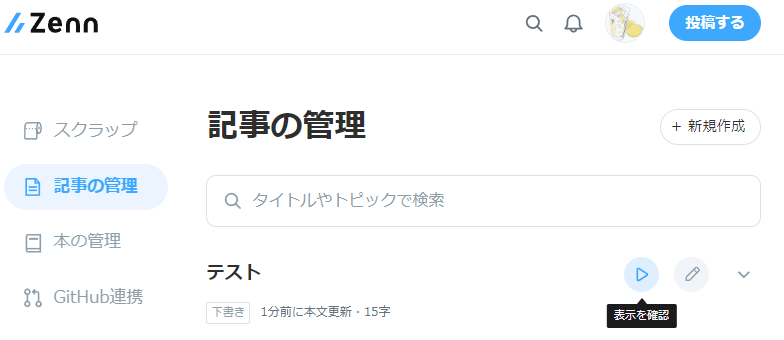 Zenn
投稿する
スクラップ
記事の管理
本の管理
GitHub連携
記事の管理
+ 新規作成
タイトルやトピックで検索
テスト
下書き 1分前に本文更新・15字
表示を確認